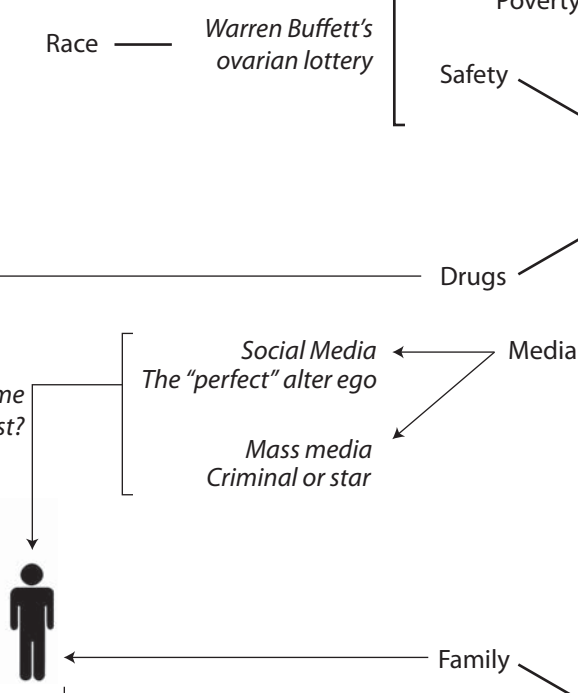 Poverty
Race
Warren Buffett's
ovarian lottery
Safety
Drugs
Social Media
The “perfect” alter ego
Media
me
st?
Mass media
Criminal or star
Family